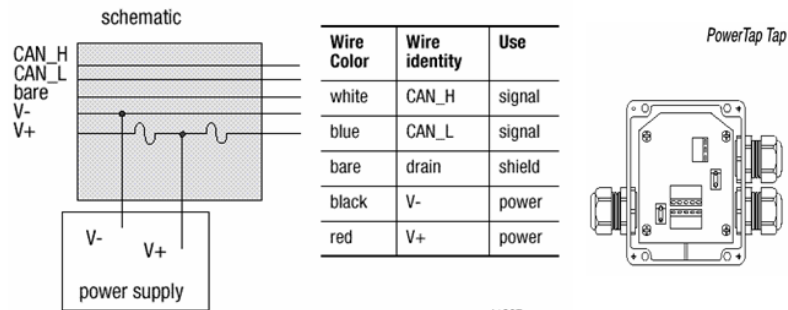 schematic
CAN_H
CAN_L
bare
V-
V+
V-
V+
power supply
Wire Color Wire identity Use
white CAN_H signal
blue CAN_L signal
bare drain shield
black V- power
red V+ power
PowerTap Tap